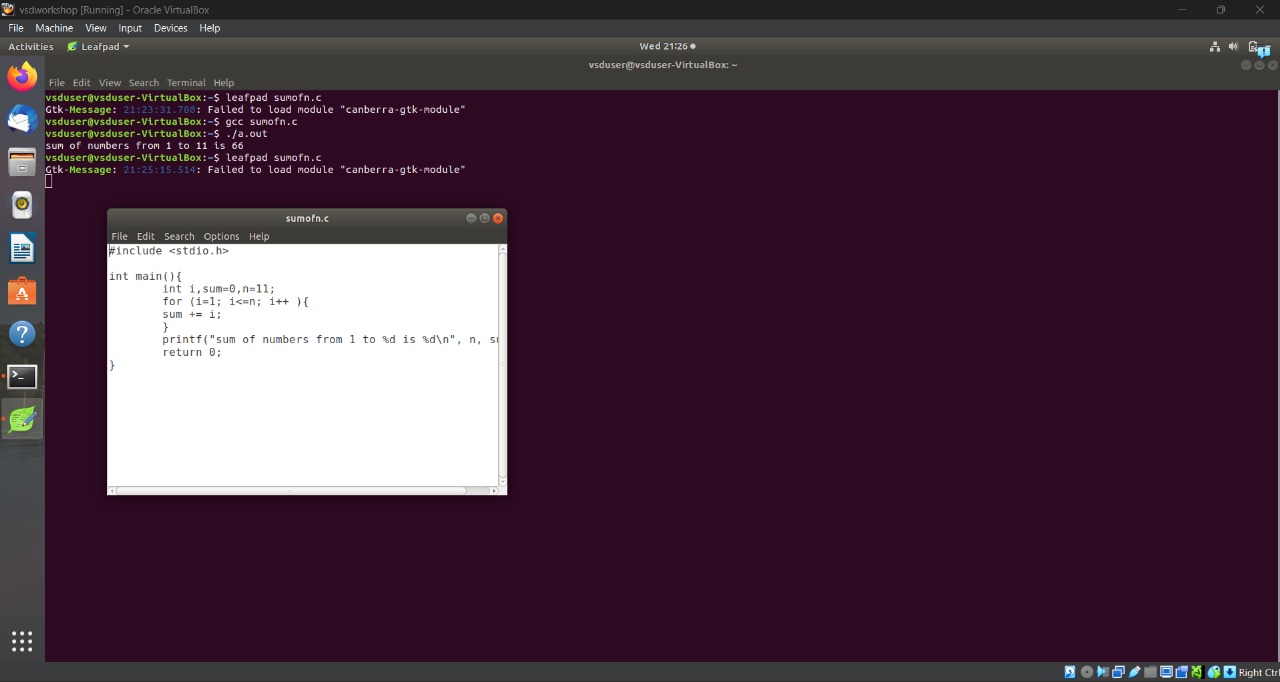 vsdworkshop [Running] - Oracle VirtualBox
File Machine View Input Devices Help
Activities Leafpad Wed 21:26
vsduser@vsduser-VirtualBox: ~
File Edit View Search Terminal Help
vsduser@vsduser-VirtualBox:~$ leafpad sumofn.c
Gtk-Message: 21:23:31.780: Failed to load module "canberra-gtk-module"
vsduser@vsduser-VirtualBox:~$ gcc sumofn.c
vsduser@vsduser-VirtualBox:~$ ./a.out
sum of numbers from 1 to 11 is 66
vsduser@vsduser-VirtualBox:~$ leafpad sumofn.c
Gtk-Message: 21:25:15.514: Failed to load module "canberra-gtk-module"
sumofn.c
File Edit Search Options Help
#include <stdio.h>
int main(){
int i,sum=0,n=11;
for (i=1; i<=n; i++ ){
sum += i;
}
printf("sum of numbers from 1 to %d is %d\n", n, s
return 0;
}
Right Ctrl